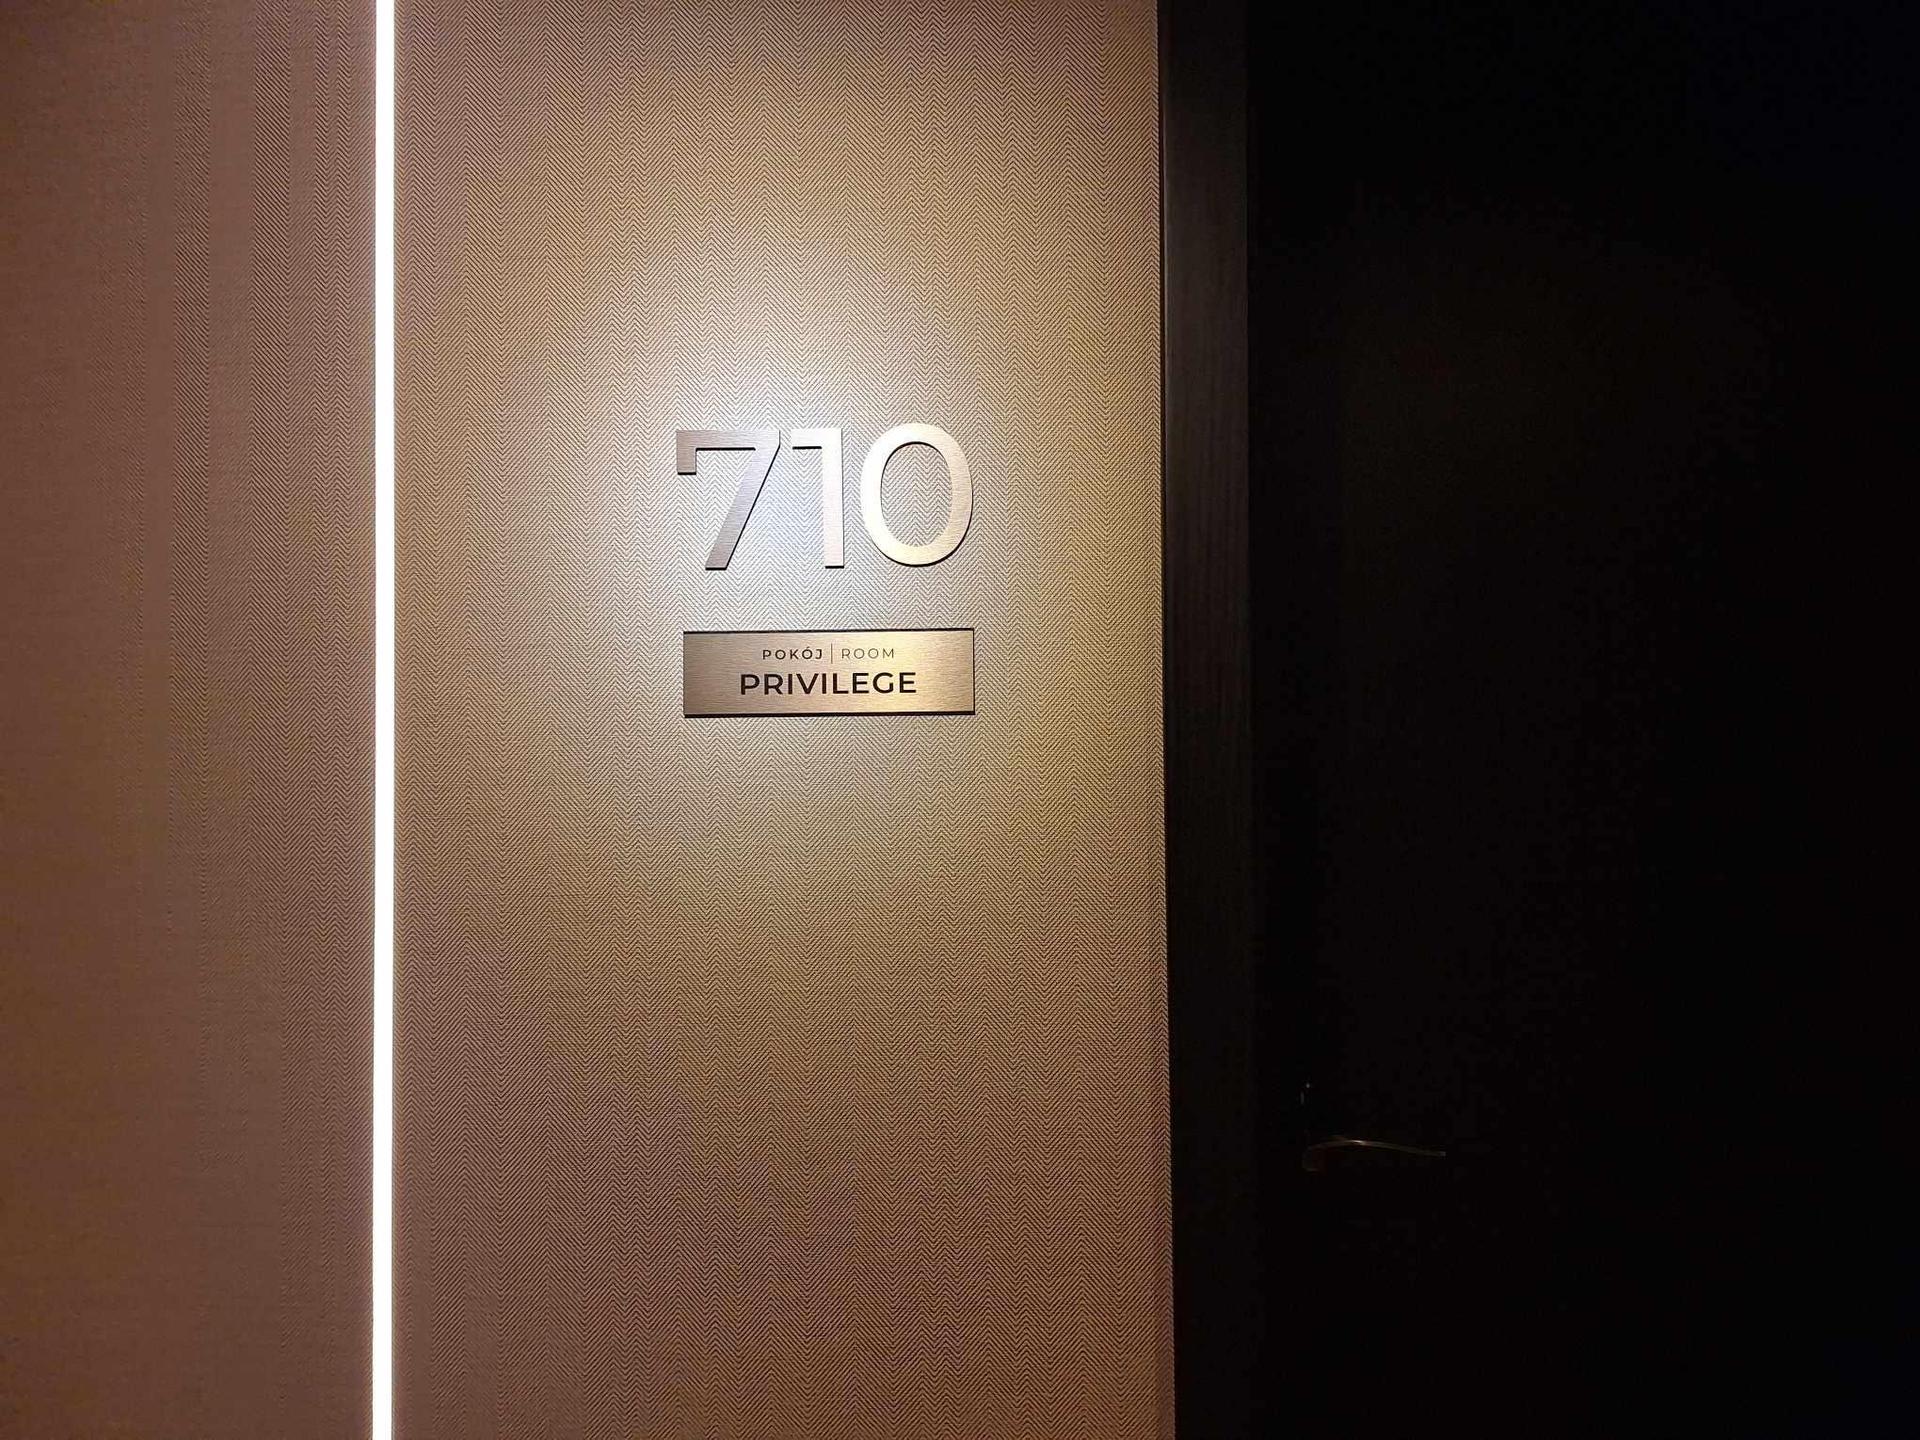 710
POKÓJ | ROOM
PRIVILEGE